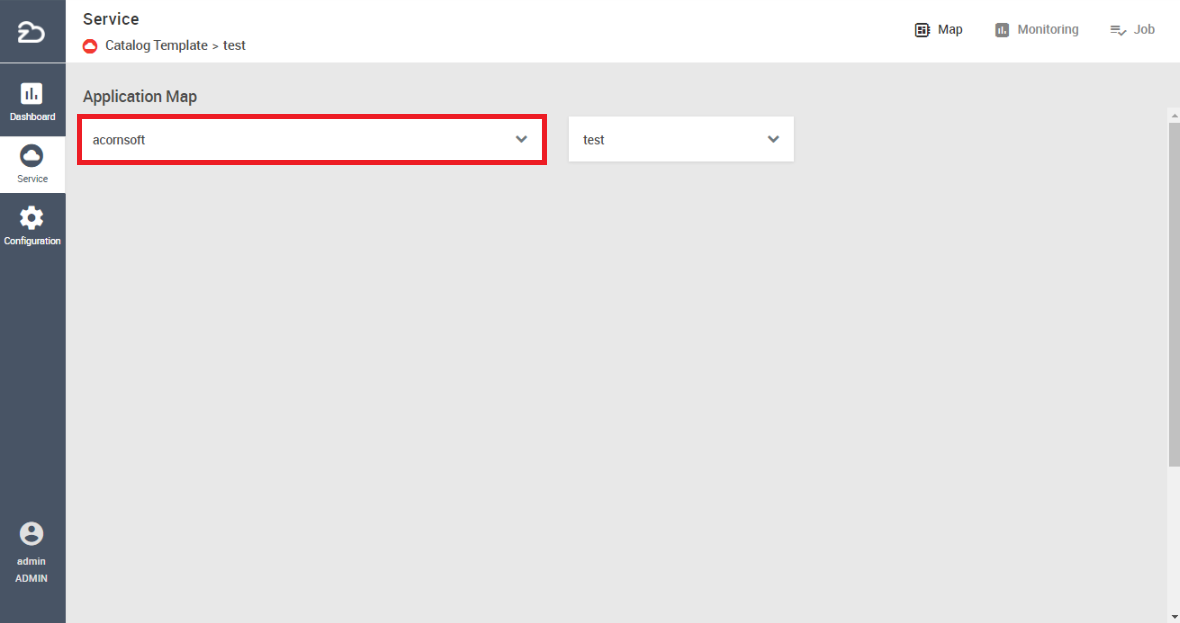 Service
Catalog Template > test
Map
Monitoring
Job
Dashboard
Service
Configuration
admin
ADMIN
Application Map
acornsoft
test